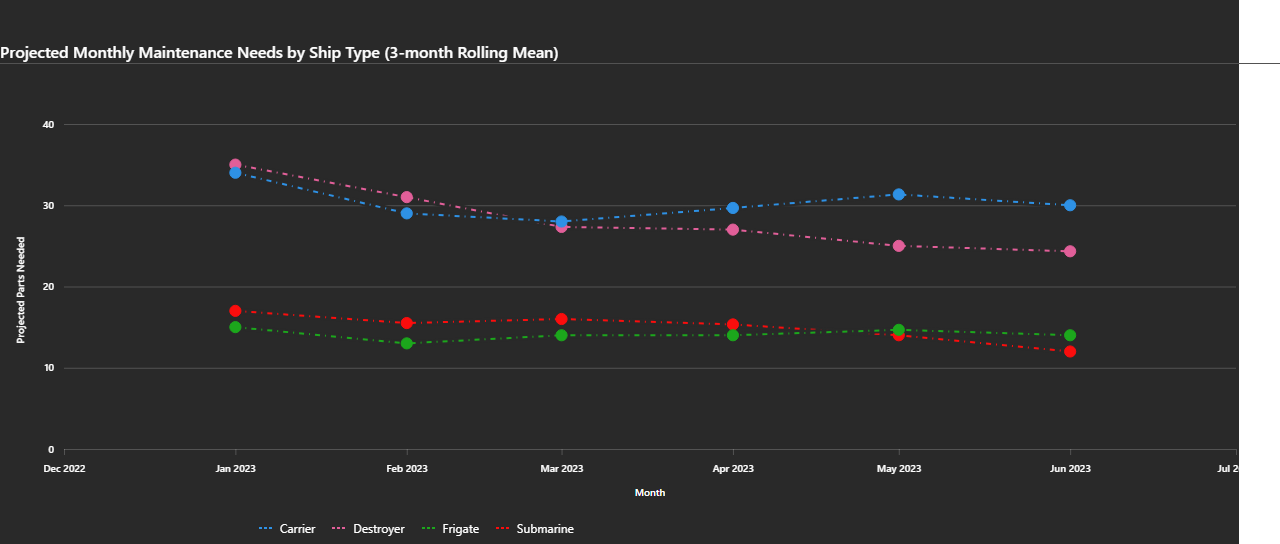 Projected Monthly Maintenance Needs by Ship Type (3-month Rolling Mean)
40
30
20
10
0
Projected Parts Needed
Dec 2022 Jan 2023 Feb 2023 Mar 2023 Apr 2023 May 2023 Jun 2023 Jul
Month
Carrier Destroyer Frigate Submarine